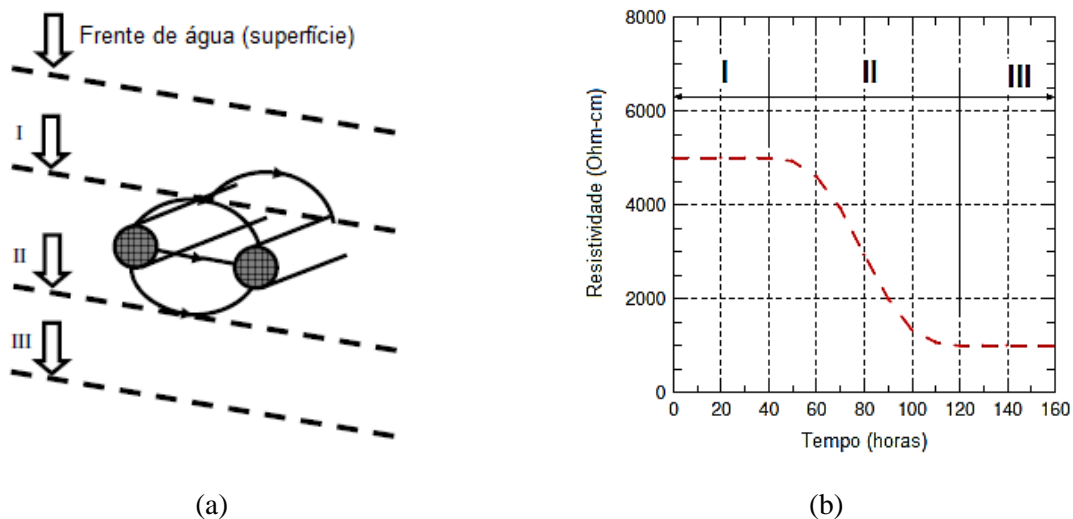 Frente de água (superfície)
I
II
III
(a)
8000
6000
4000
2000
0
Resistividade (Ohm-cm)
I
II
III
0 20 40 60 80 100 120 140 160
Tempo (horas)
(b)